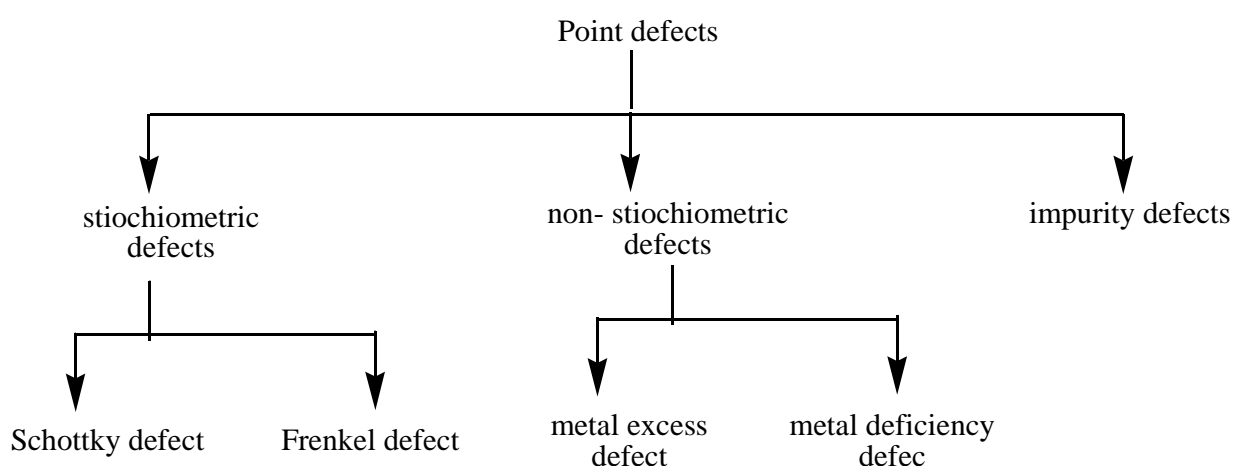 Point defects
stiochiometric
defects
non- stiochiometric
defects
impurity defects
Schottky defect
Frenkel defect
metal excess
defect
metal deficiency
defec